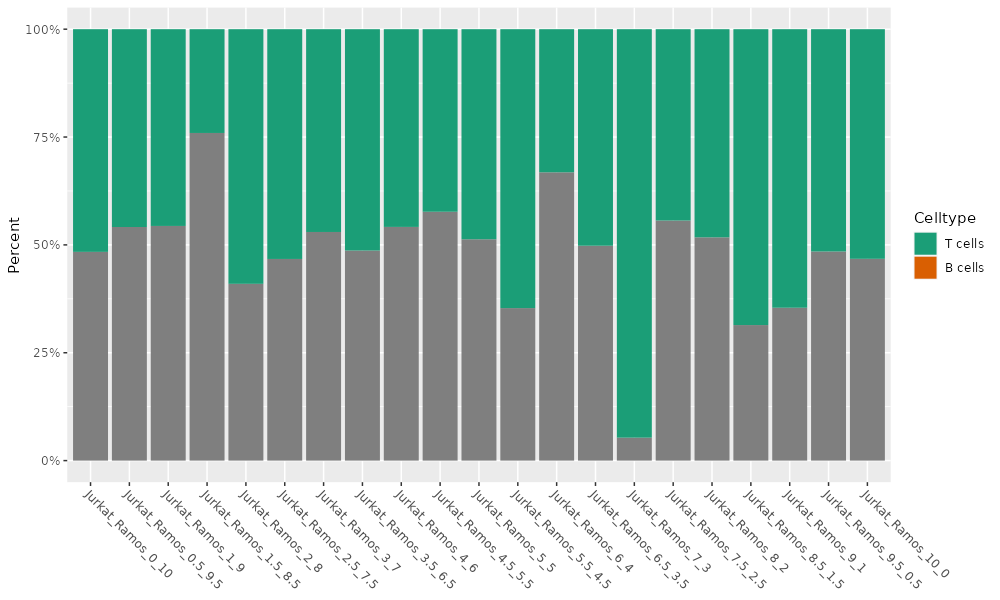 100%
75%
50%
25%
0%
Percent
Jurkat_Ramos_0_10
Jurkat_Ramos_0.5_9.5
Jurkat_Ramos_1_9
Jurkat_Ramos_1.5_8.5
Jurkat_Ramos_2_8
Jurkat_Ramos_2.5_7.5
Jurkat_Ramos_3_7
Jurkat_Ramos_3.5_6.5
Jurkat_Ramos_4_6
Jurkat_Ramos_4.5_5.5
Jurkat_Ramos_5_5
Jurkat_Ramos_5.5_4.5
Jurkat_Ramos_6_4
Jurkat_Ramos_6.5_3.5
Jurkat_Ramos_7_3
Jurkat_Ramos_7.5_2.5
Jurkat_Ramos_8_2
Jurkat_Ramos_8.5_1.5
Jurkat_Ramos_9_1
Jurkat_Ramos_9.5_0.5
Jurkat_Ramos_10_0
Celltype
T cells
B cells